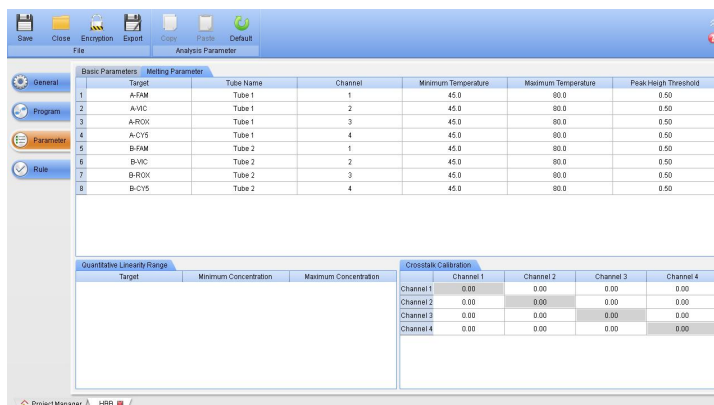 Save Close Encryption Export Copy Paste Default
File Analysis Parameter
General
Program
Parameter
Rule
Basic Parameters Melting Parameter
Target Tube Name Channel Minimum Temperature Maximum Temperature Peak Heigh Threshold
1 A-FAM Tube 1 1 45.0 80.0 0.50
2 A-VIC Tube 1 2 45.0 80.0 0.50
3 A-ROX Tube 1 3 45.0 80.0 0.50
4 A-CY5 Tube 1 4 45.0 80.0 0.50
5 B-FAM Tube 2 1 45.0 80.0 0.50
6 B-VIC Tube 2 2 45.0 80.0 0.50
7 B-ROX Tube 2 3 45.0 80.0 0.50
8 B-CY5 Tube 2 4 45.0 80.0 0.50
Quantitative Linearity Range
Target Minimum Concentration Maximum Concentration
Crosstalk Calibration
Channel 1 Channel 2 Channel 3 Channel 4
Channel 1 0.00 0.00 0.00 0.00
Channel 2 0.00 0.00 0.00 0.00
Channel 3 0.00 0.00 0.00 0.00
Channel 4 0.00 0.00 0.00 0.00
Project Manager HBB